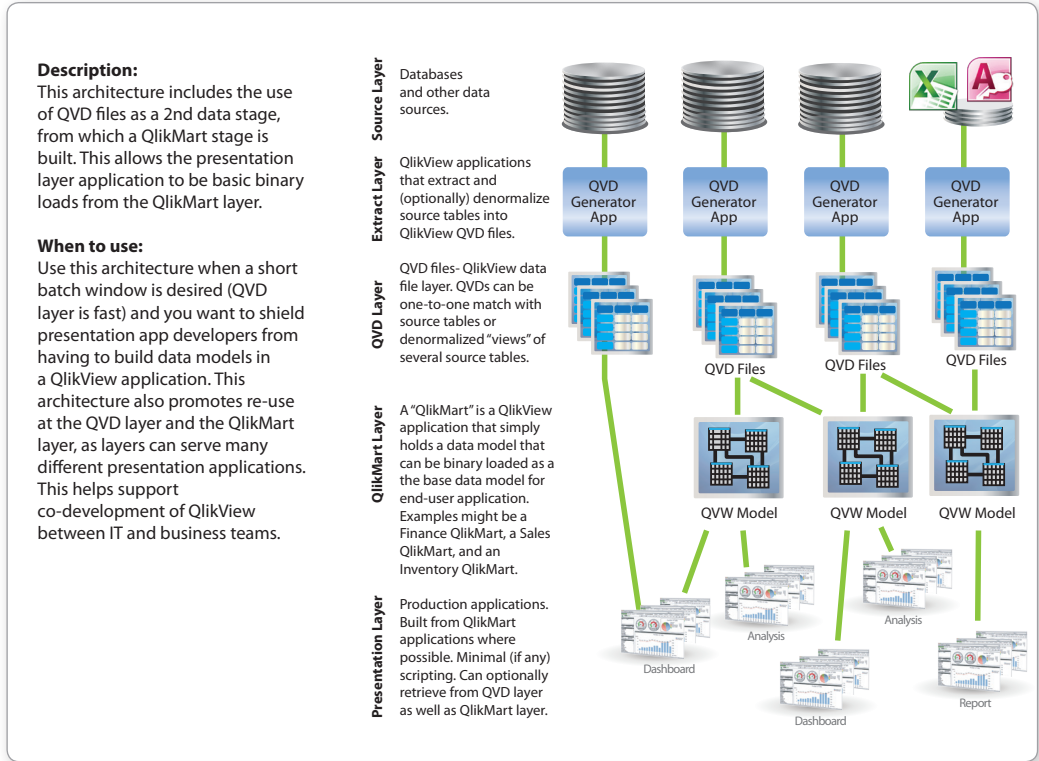 Description:
This architecture includes the use
of QVD files as a 2nd data stage,
from which a QlikMart stage is
built. This allows the presentation
layer application to be basic binary
loads from the QlikMart layer.
When to use:
Use this architecture when a short
batch window is desired (QVD
layer is fast) and you want to shield
presentation app developers from
having to build data models in
a QlikView application. This
architecture also promotes re-use
at the QVD layer and the QlikMart
layer, as layers can serve many
different presentation applications.
This helps support
co-development of QlikView
between IT and business teams.
Source Layer
Databases
and other data
sources.
X
A
Extract Layer
QlikView applications
that extract and
(optionally) denormalize
source tables into
QlikView QVD files.
QVD
Generator
App
QVD
Generator
App
QVD
Generator
App
QVD
Generator
App
QVD Layer
QVD files- QlikView data
file layer. QVDs can be
one-to-one match with
source tables or
denormalized “views” of
several source tables.
QVD Files
QVD Files
QVD Files
QlikMart Layer
A “QlikMart” is a QlikView
application that simply
holds a data model that
can be binary loaded as a
the base data model for
end-user application.
Examples might be a
Finance QlikMart, a Sales
QlikMart, and an
Inventory QlikMart.
QVW Model
QVW Model
QVW Model
Presentation Layer
Production applications.
Built from QlikMart
applications where
possible. Minimal (if any)
scripting. Can optionally
retrieve from QVD layer
as well as QlikMart layer.
Dashboard
Analysis
Dashboard
Analysis
Report